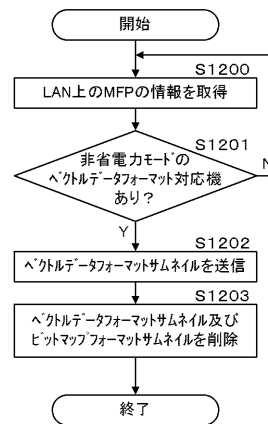 開始
S1200
LAN上のMFPの情報を取得
S1201
非省電力モードの
ベクトルデータフォーマット対応機
あり？
N
Y
S1202
ベクトルデータフォーマットサムネイルを送信
S1203
ベクトルデータフォーマットサムネイル及び
ビットマップフォーマットサムネイルを削除
終了